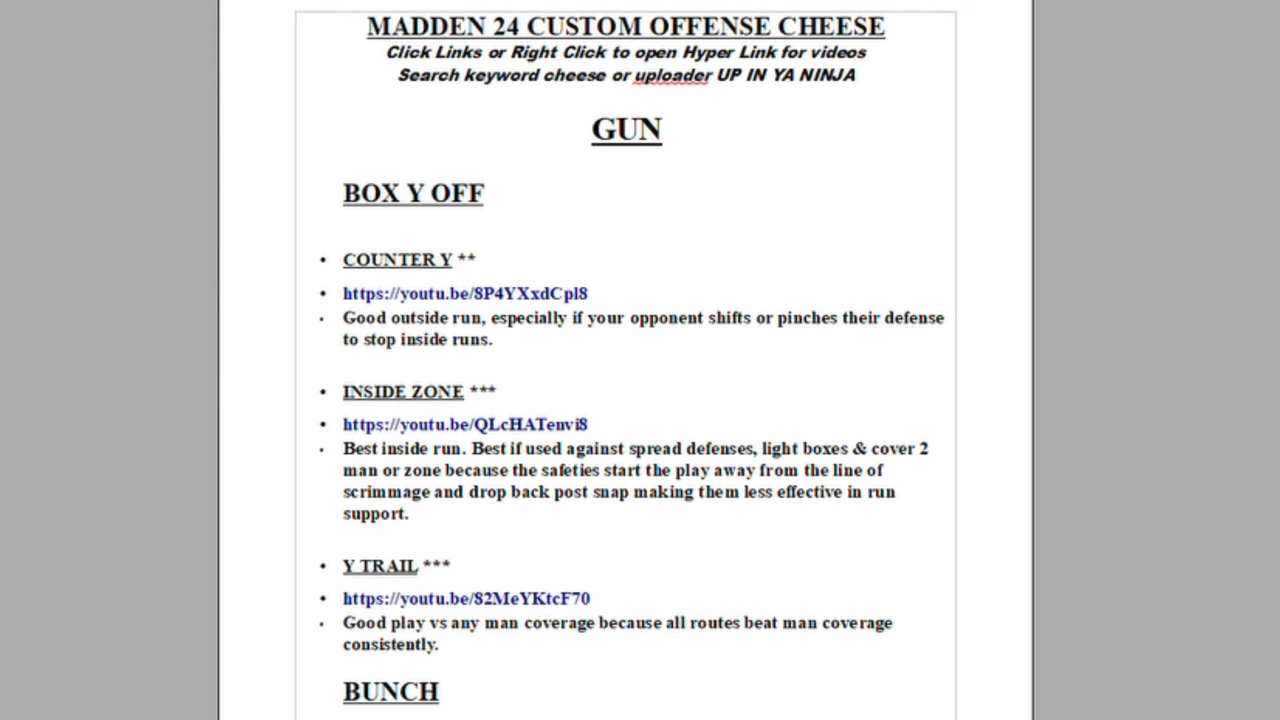 MADDEN 24 CUSTOM OFFENSE CHEESE
Click Links or Right Click to open Hyper Link for videos
Search keyword cheese or uploader UP IN YA NINJA
GUN
BOX Y OFF
• COUNTER Y **
• https://youtu.be/8P4YXxdCpl8
• Good outside run, especially if your opponent shifts or pinches their defense
to stop inside runs.
• INSIDE ZONE ***
• https://youtu.be/QLcHATenvi8
• Best inside run. Best if used against spread defenses, light boxes & cover 2
man or zone because the safeties start the play away from the line of
scrimmage and drop back post snap making them less effective in run
support.
• Y TRAIL ***
• https://youtu.be/82MeYKtcF70
• Good play vs any man coverage because all routes beat man coverage
consistently.
BUNCH